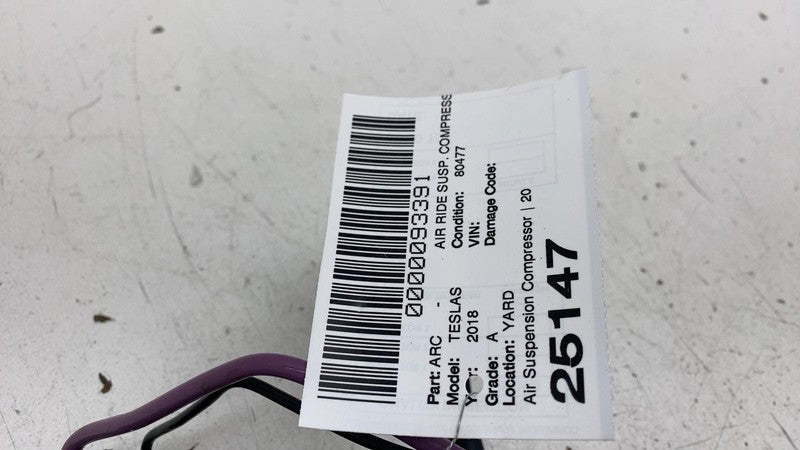 0000093391
Part: ARC - AIR RIDE SUSP, COMPRESS
Model: TESLAS Condition: 80477
2018 VIN:
Grade: A Damage Code:
Location: YARD
Air Suspension Compressor | 20
25147